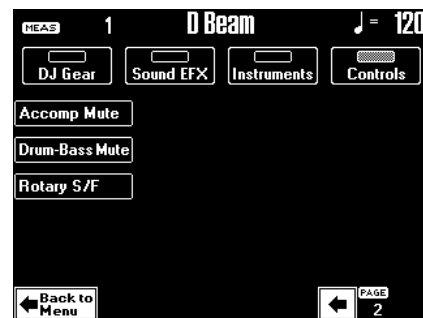 MEAS 1 D Beam ♩= 120
DJ Gear Sound EFX Instruments Controls
Accomp Mute
Drum-Bass Mute
Rotary S/F
Back to
Menu
PAGE
2